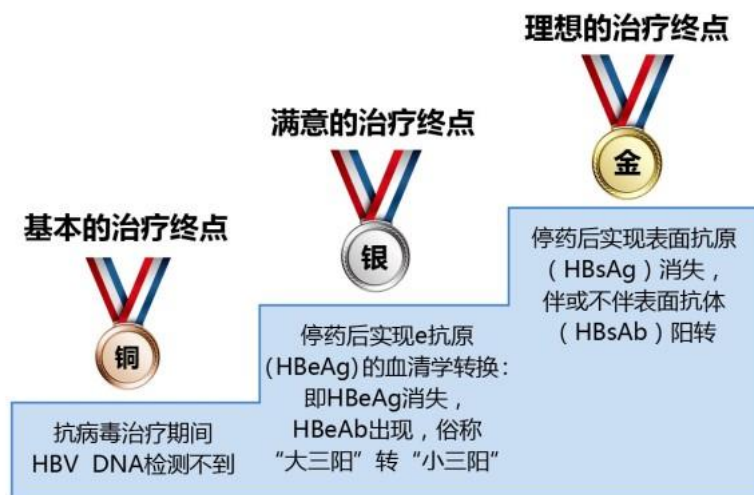 基本的治疗终点
铜
抗病毒治疗期间
HBV DNA检测不到
满意的治疗终点
银
停药后实现e抗原
(HBeAg)的血清学转换:
即HBeAg消失，
HBeAb出现，俗称
“大三阳”转“小三阳”
理想的治疗终点
金
停药后实现表面抗原
（HBsAg）消失，
伴或不伴表面抗体
（HBsAb）阳转